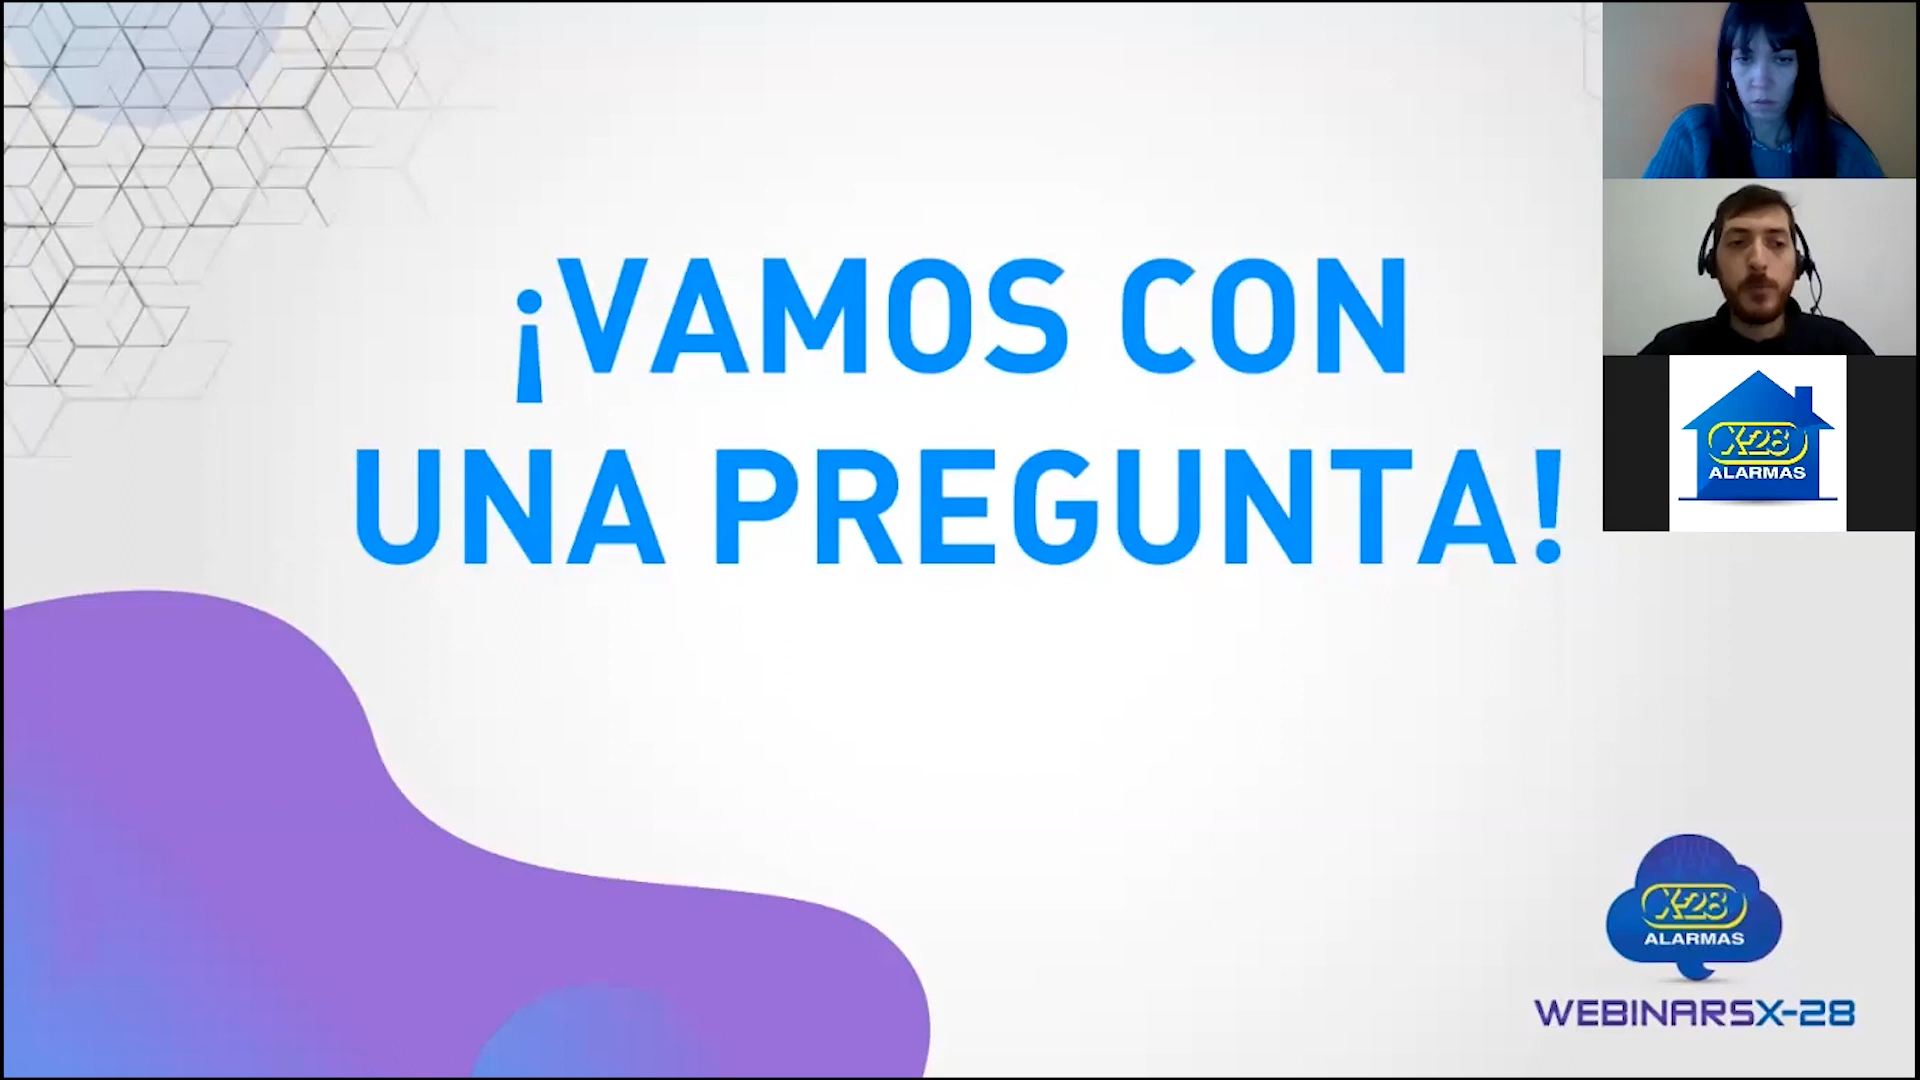 ¡VAMOS CON
UNA PREGUNTA!
X-28
ALARMAS
X-28
ALARMAS
WEBINARSX-28